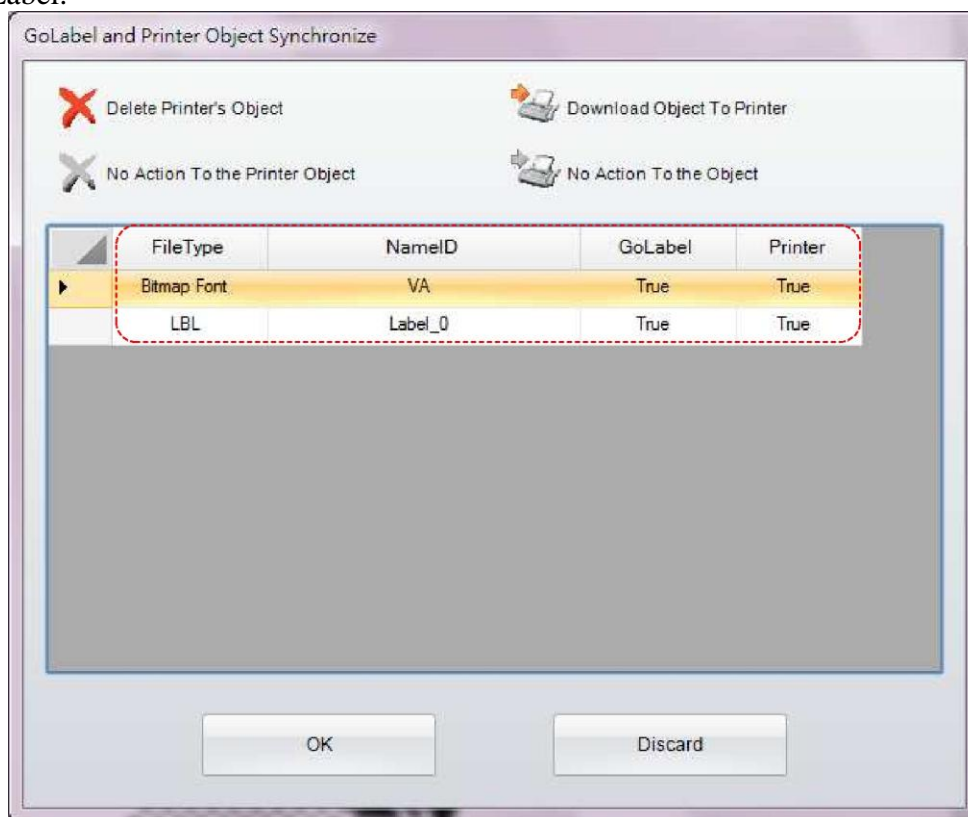 Label.
GoLabel and Printer Object Synchronize
Delete Printer's Object
Download Object To Printer
No Action To the Printer Object
No Action To the Object
FileType NameID GoLabel Printer
Bitmap Font VA True True
LBL Label_0 True True
OK Discard